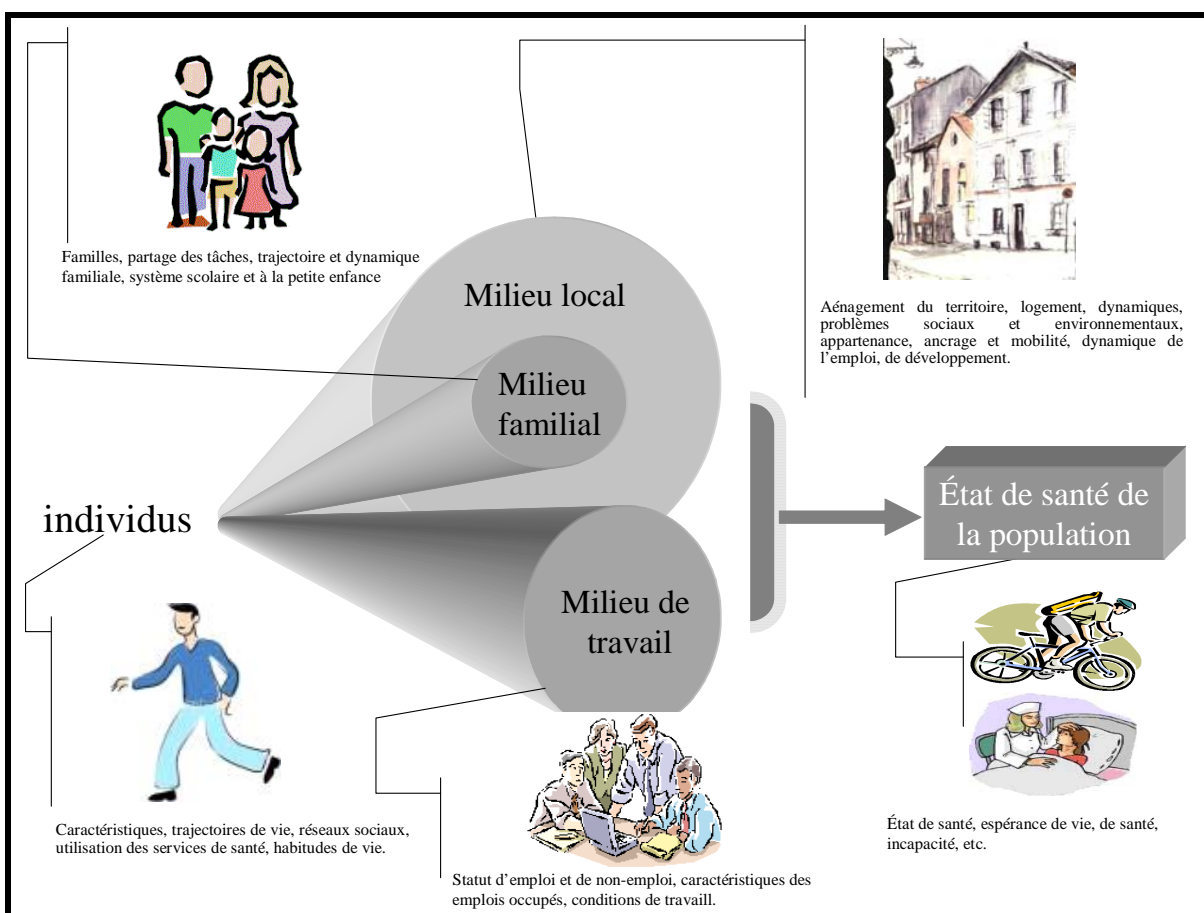 Familles, partage des tâches, trajectoire et dynamique
familiale, système scolaire et à la petite enfance
Aénagement du territoire, logement, dynamiques,
problèmes sociaux et environnementaux,
appartenance, ancrage et mobilité, dynamique de
l’emploi, de développement.
Milieu local
Milieu
familial
individus
Milieu de
travail
État de santé de
la population
Caractéristiques, trajectoires de vie, réseaux sociaux,
utilisation des services de santé, habitudes de vie.
Statut d’emploi et de non-emploi, caractéristiques des
emplois occupés, conditions de travaill.
État de santé, espérance de vie, de santé,
incapacité, etc.